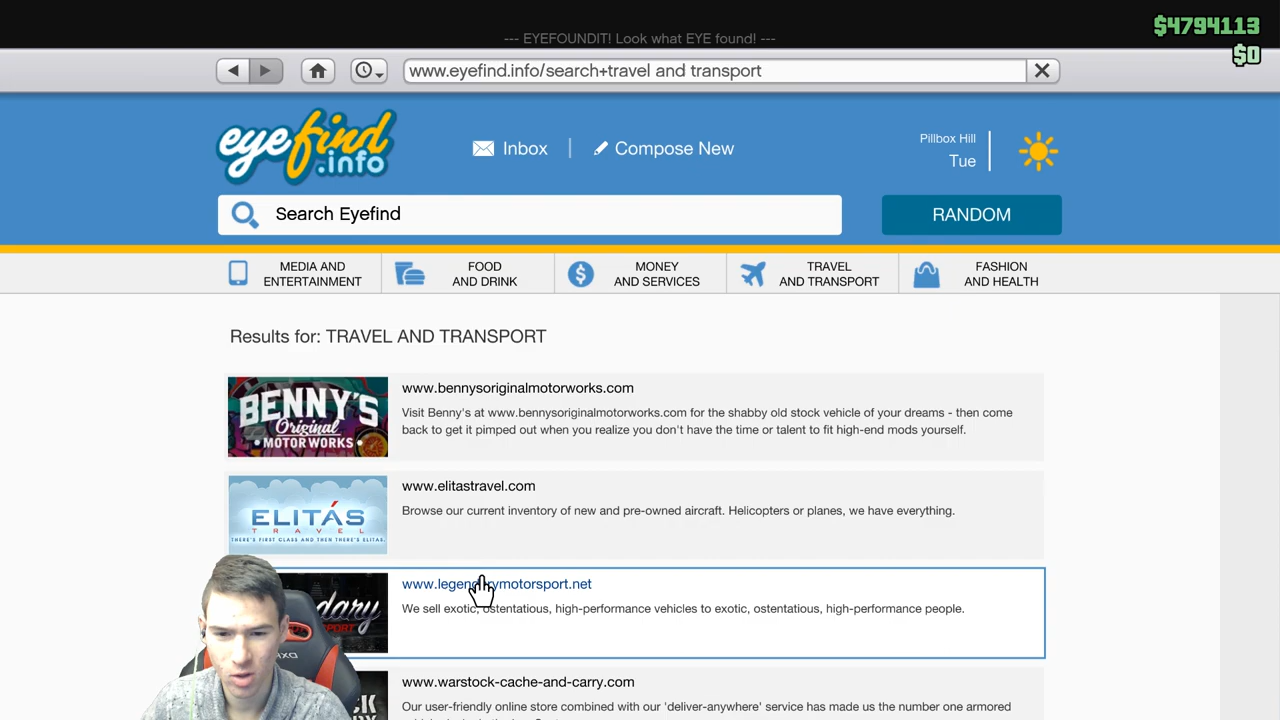 $4794113
--- EYEFOUNDIT! Look what EYE found! ---
$0
www.eyefind.info/search+travel and transport
eyefind.info
Inbox
Compose New
Pillbox Hill
Tue
Search Eyefind
RANDOM
MEDIA AND ENTERTAINMENT
FOOD AND DRINK
MONEY AND SERVICES
TRAVEL AND TRANSPORT
FASHION AND HEALTH
Results for: TRAVEL AND TRANSPORT
BENNY'S
Original
MOTOR WORKS
www.bennysoriginalmotorworks.com
Visit Benny's at www.bennysoriginalmotorworks.com for the shabby old stock vehicle of your dreams - then come
back to get it pimped out when you realize you don't have the time or talent to fit high-end mods yourself.
ELITÁS
TRAVEL
THERE'S FIRST CLASS AND THEN THERE'S ELITAS.
www.elitastravel.com
Browse our current inventory of new and pre-owned aircraft. Helicopters or planes, we have everything.
www.legendarymotorsport.net
We sell exotic, ostentatious, high-performance vehicles to exotic, ostentatious, high-performance people.
www.warstock-cache-and-carry.com
Our user-friendly online store combined with our 'deliver-anywhere' service has made us the number one armored